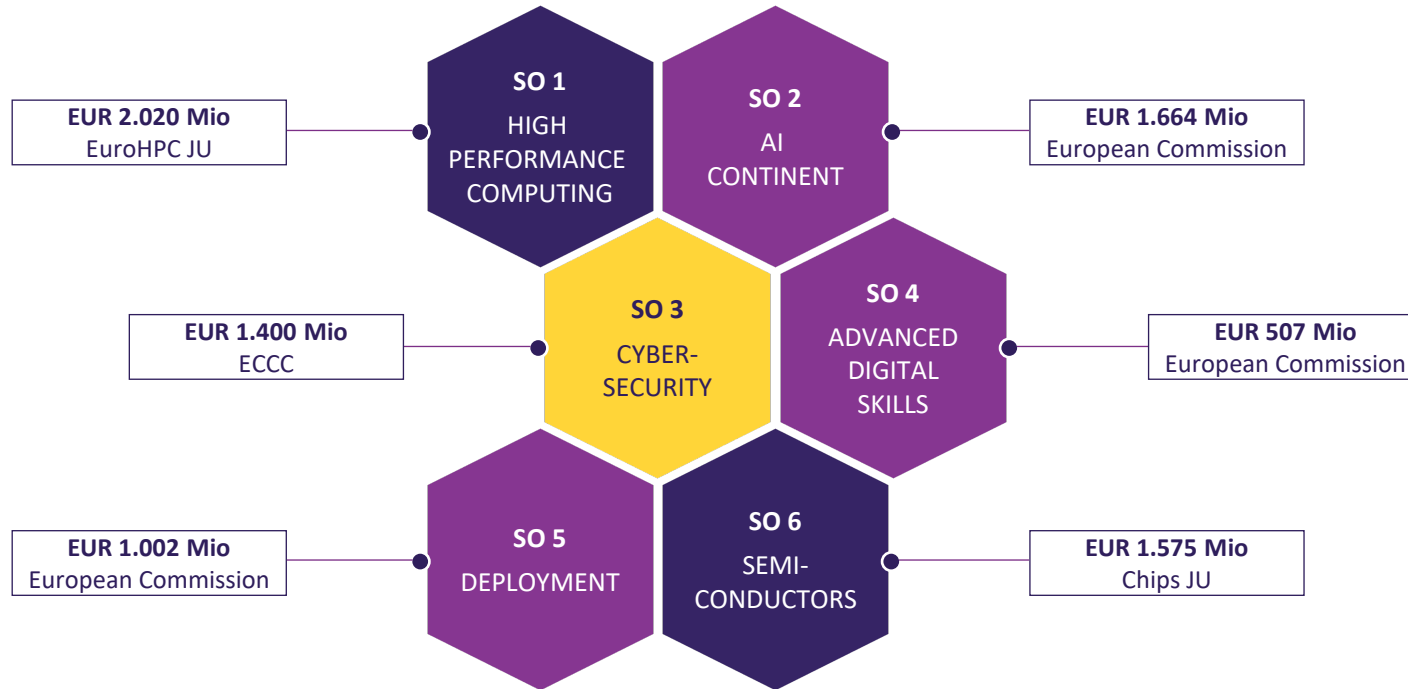 EUR 2.020 Mio
EuroHPC JU
SO 1
HIGH
PERFORMANCE
COMPUTING
SO 2
AI
CONTINENT
EUR 1.664 Mio
European Commission
EUR 1.400 Mio
ECCC
SO 3
CYBER-
SECURITY
SO 4
ADVANCED
DIGITAL
SKILLS
EUR 507 Mio
European Commission
EUR 1.002 Mio
European Commission
SO 5
DEPLOYMENT
SO 6
SEMI-
CONDUCTORS
EUR 1.575 Mio
Chips JU